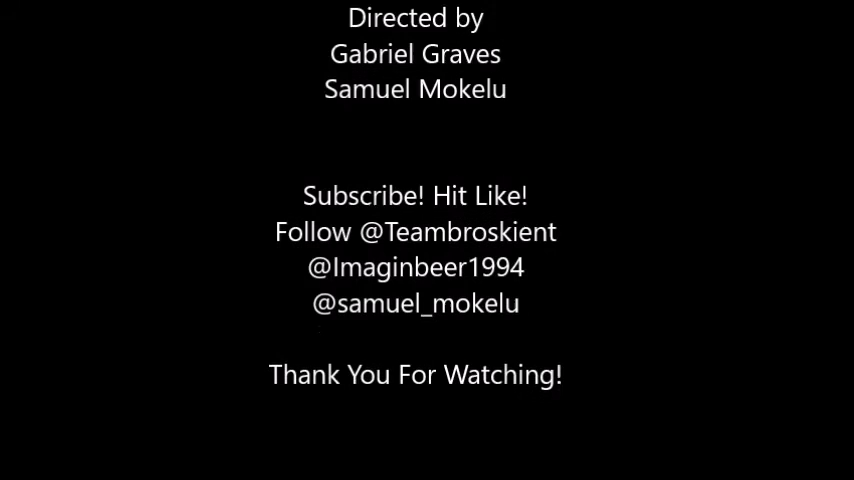 Directed by
Gabriel Graves
Samuel Mokelu
Subscribe! Hit Like!
Follow @Teambroskient
@Imaginbeer1994
@samuel_mokelu
Thank You For Watching!